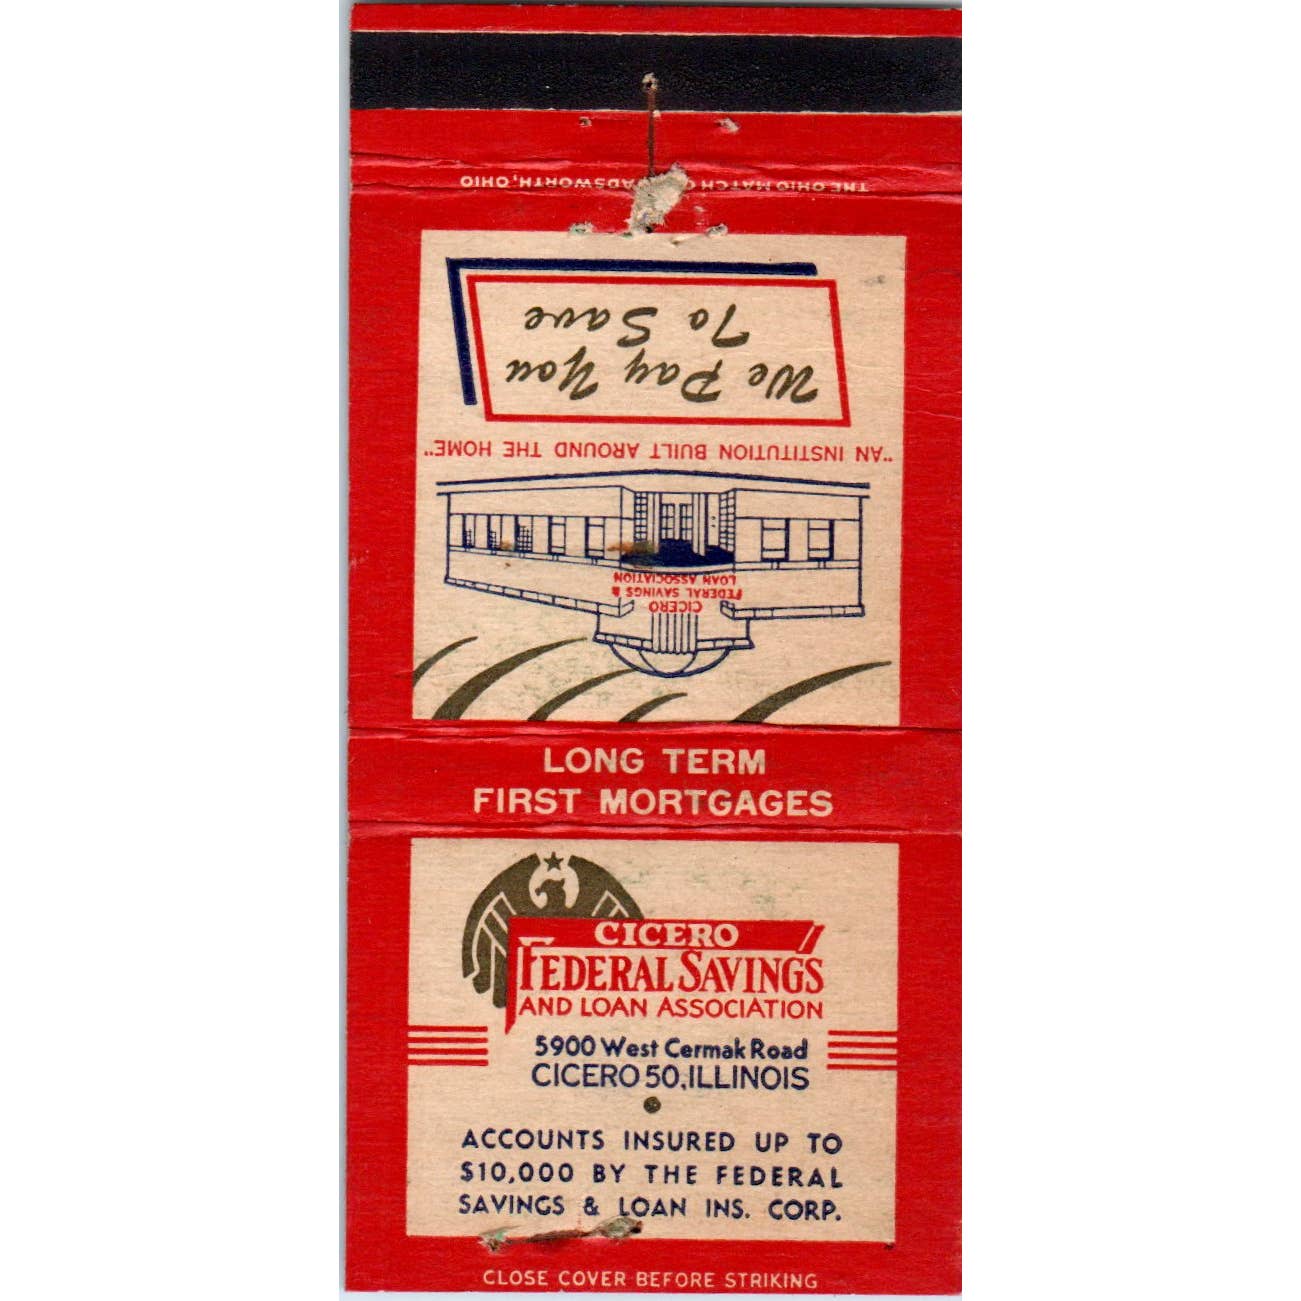 THE OHIO MATCH WADSWORTH, OHIO
We Pay You
To Save
"AN INSTITUTION BUILT AROUND THE HOME"
CICERO
FEDERAL SAVINGS &
LOAN ASSOCIATION
LONG TERM
FIRST MORTGAGES
CICERO
FEDERAL SAVINGS
AND LOAN ASSOCIATION
5900 West Cermak Road
CICERO 50, ILLINOIS
ACCOUNTS INSURED UP TO
$10,000 BY THE FEDERAL
SAVINGS & LOAN INS. CORP.
CLOSE COVER BEFORE STRIKING